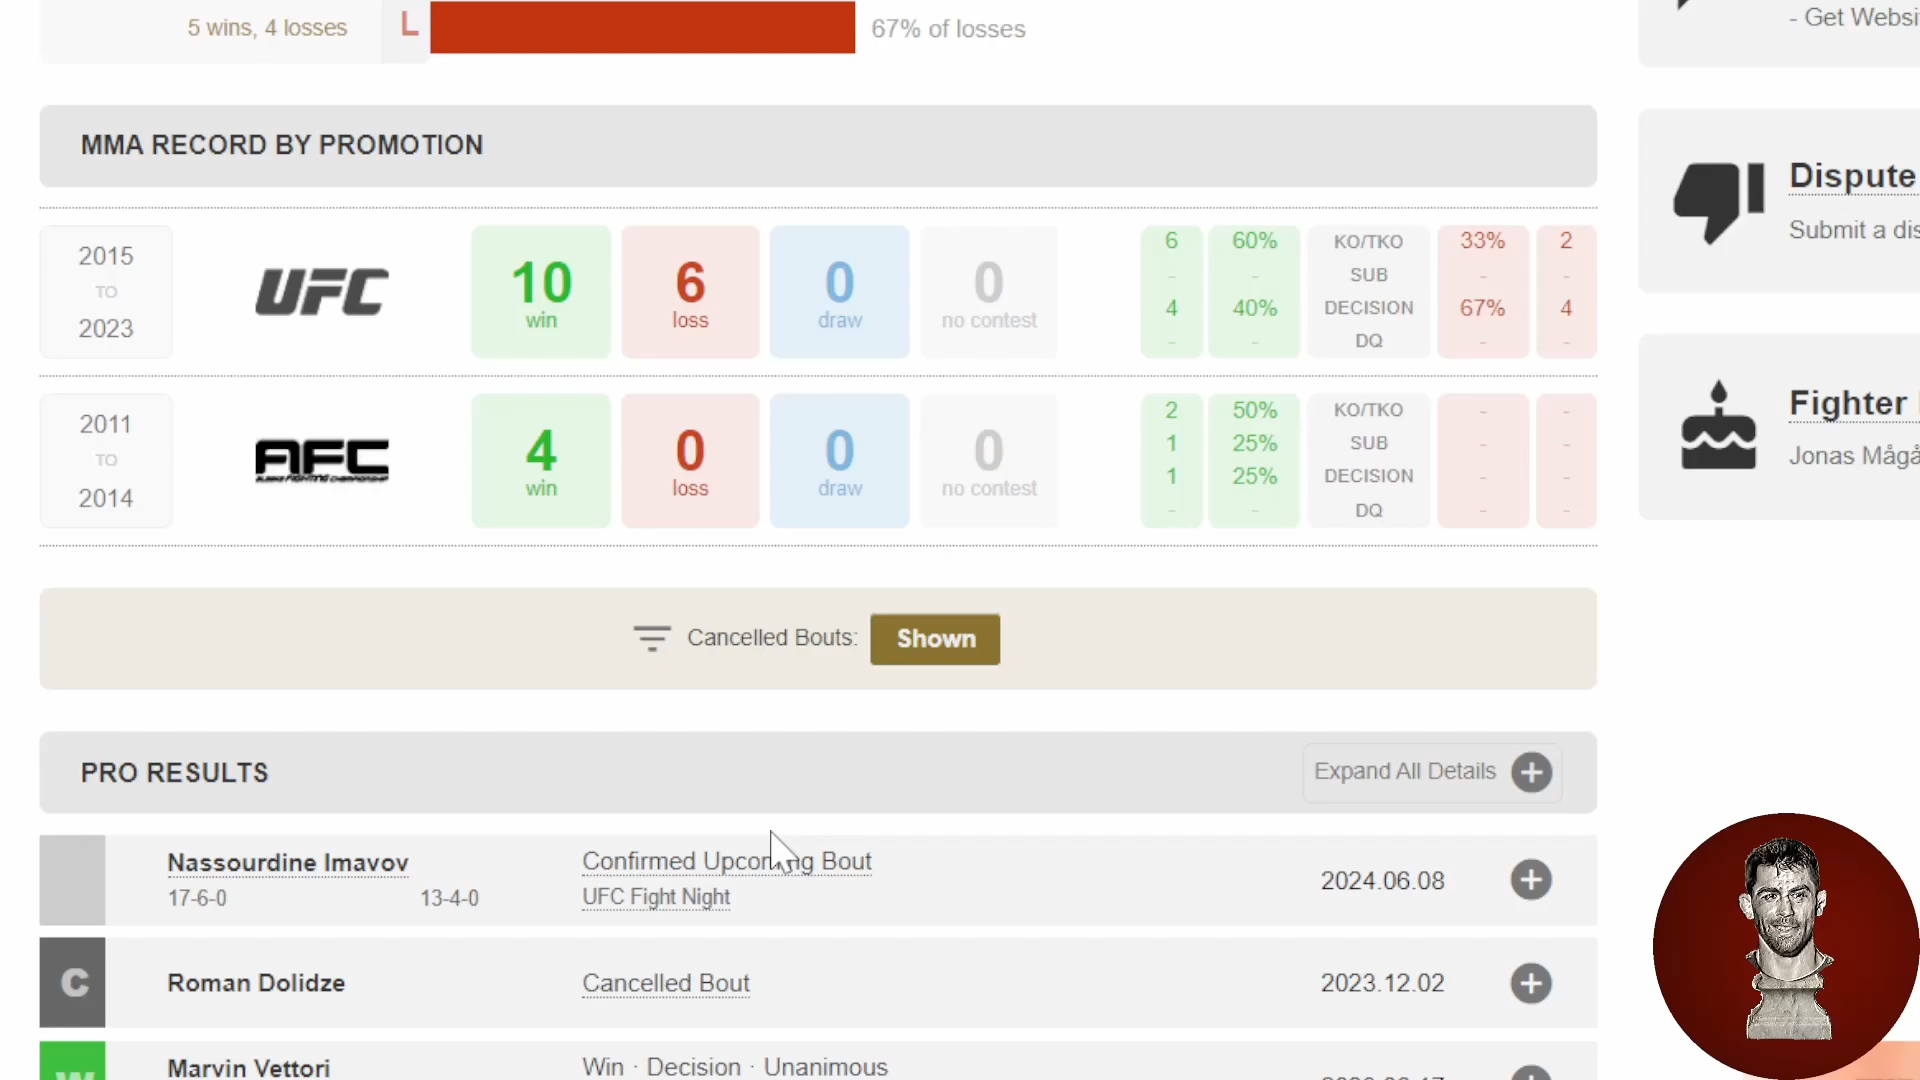 5 wins, 4 losses
L
67% of losses
- Get Websi
MMA RECORD BY PROMOTION
Dispute
Submit a dis
2015
TO
2023
UFC
10
win
6
loss
0
draw
0
no contest
6 60% KO/TKO 33% 2
- - SUB - -
4 40% DECISION 67% 4
- - DQ - -
Fighter
Jonas Mågå
2011
TO
2014
AFC
4
win
0
loss
0
draw
0
no contest
2 50% KO/TKO - -
1 25% SUB - -
1 25% DECISION - -
- - DQ - -
Cancelled Bouts: Shown
PRO RESULTS
Expand All Details
Nassourdine Imavov
17-6-0 13-4-0
Confirmed Upcoming Bout
UFC Fight Night
2024.06.08
C
Roman Dolidze
Cancelled Bout
2023.12.02
W
Marvin Vettori
Win · Decision · Unanimous